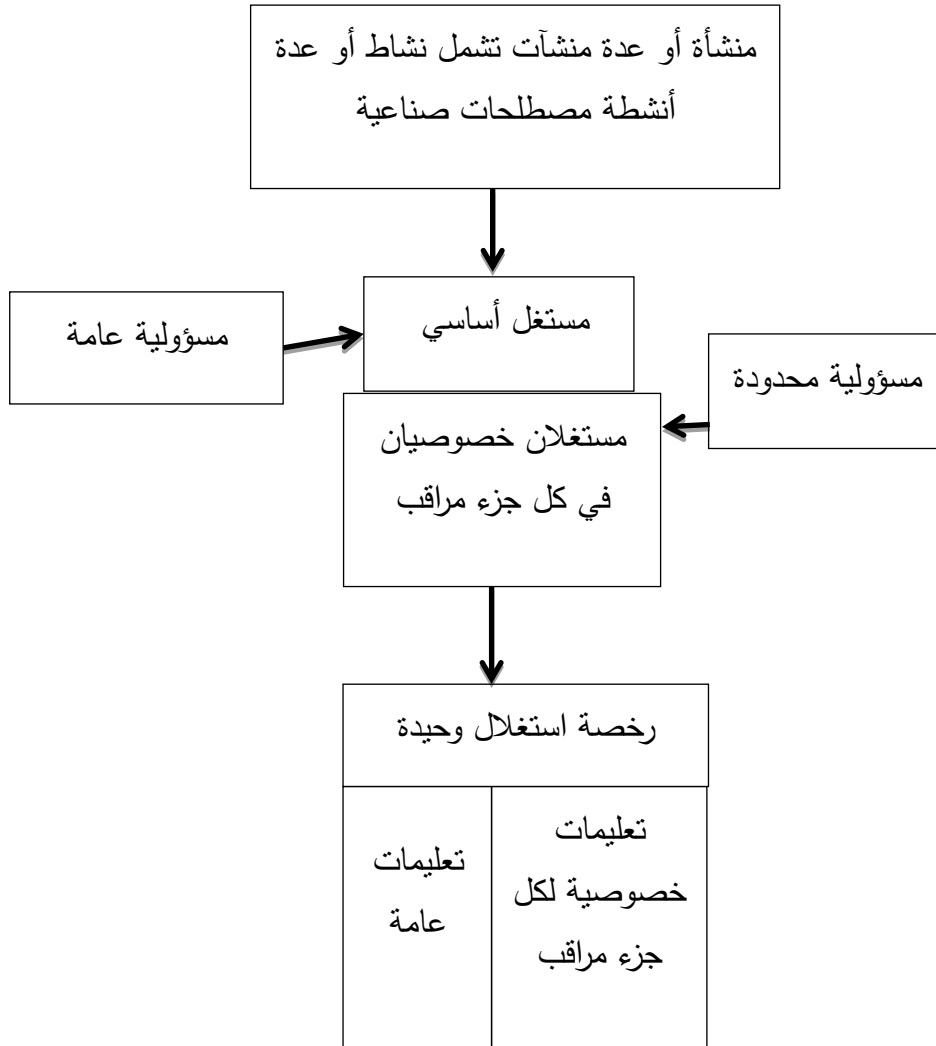 منشأة أو عدة منشآت تشمل نشاط أو عدة
أنشطة مصطلحات صناعية
مستغل أساسي
مسؤولية عامة
مسؤولية محدودة
مستغلان خصوصيان
في كل جزء مراقب
رخصة استغلال وحيدة
تعليمات
خصوصية لكل
جزء مراقب
تعليمات
عامة